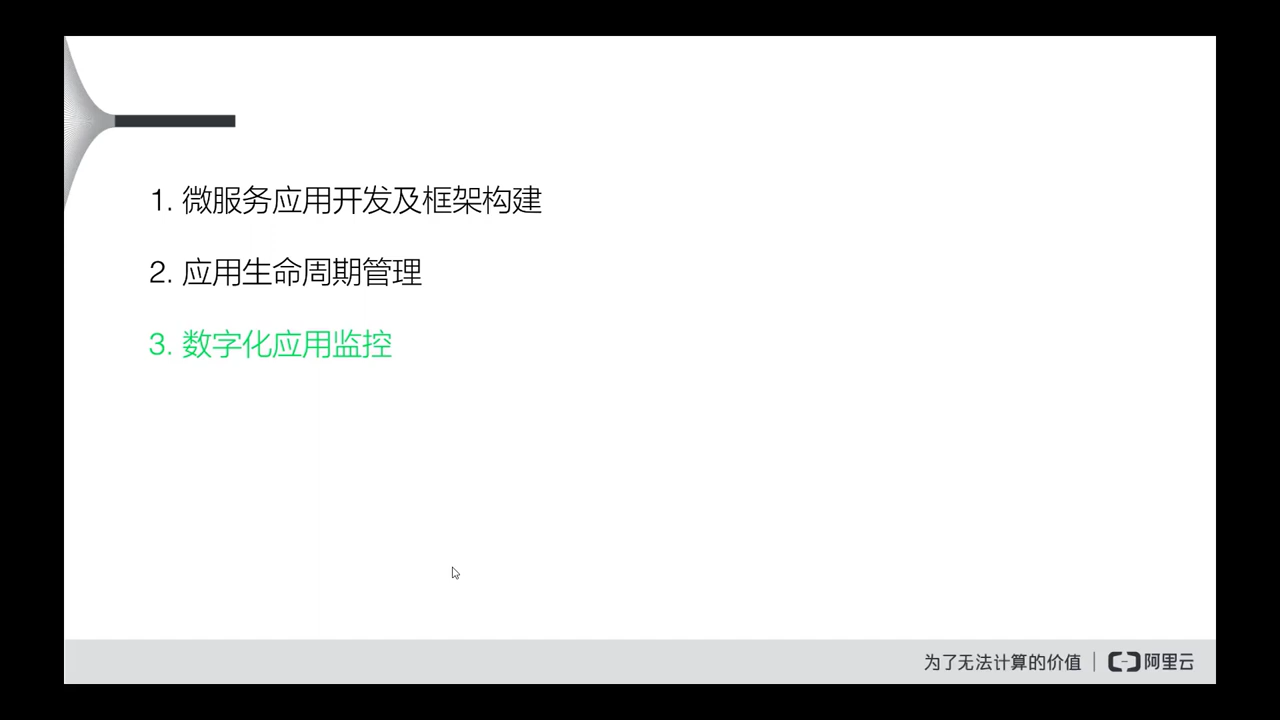 1. 微服务应用开发及框架构建
2. 应用生命周期管理
3. 数字化应用监控
为了无法计算的价值 | 阿里云